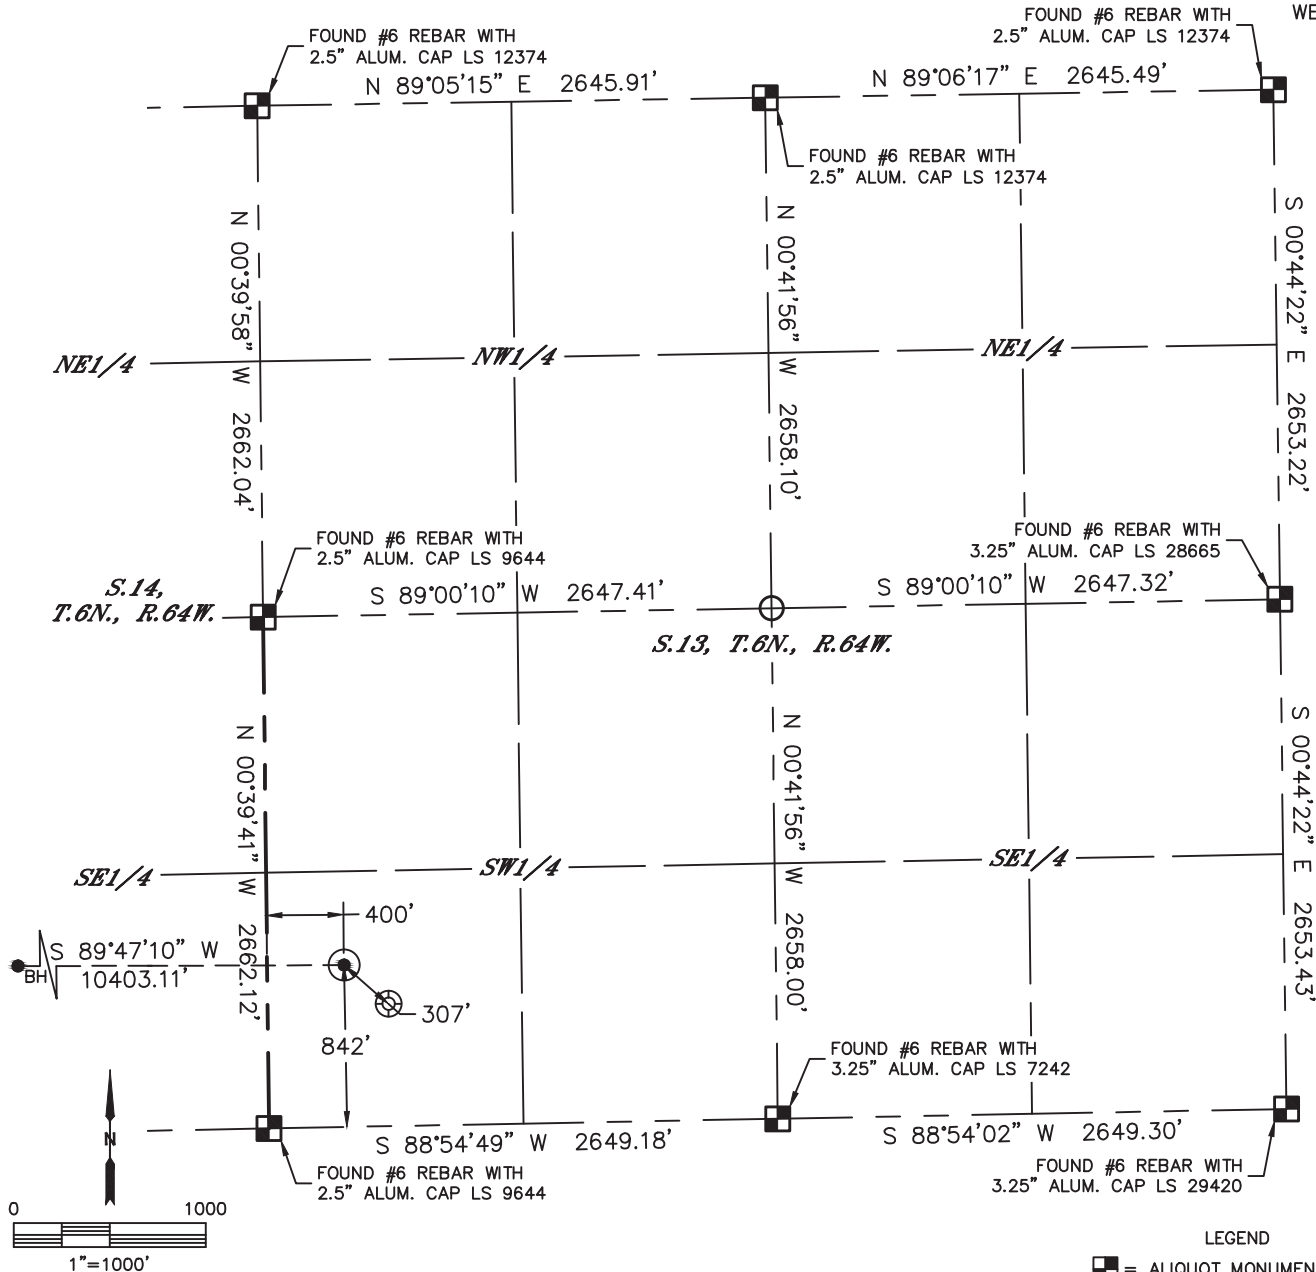 WE
FOUND #6 REBAR WITH
2.5" ALUM. CAP LS 12374
FOUND #6 REBAR WITH
2.5" ALUM. CAP LS 12374
N 89°05'15" E 2645.91'
N 89°06'17" E 2645.49'
FOUND #6 REBAR WITH
2.5" ALUM. CAP LS 12374
N 00°39'58" W 2662.04'
N 00°41'56" W 2658.10'
S 00°44'22" E 2653.22'
NE1/4
NW1/4
NE1/4
FOUND #6 REBAR WITH
2.5" ALUM. CAP LS 9644
FOUND #6 REBAR WITH
3.25" ALUM. CAP LS 28665
S.14,
T.6N., R.64W.
S 89°00'10" W 2647.41'
S 89°00'10" W 2647.32'
S.13, T.6N., R.64W.
N 00°39'41" W 2662.12'
N 00°41'56" W 2658.00'
S 00°44'22" E 2653.43'
SE1/4
SW1/4
SE1/4
400'
S 89°47'10" W
10403.11'
BH
307'
842'
FOUND #6 REBAR WITH
3.25" ALUM. CAP LS 7242
N
S 88°54'49" W 2649.18'
S 88°54'02" W 2649.30'
FOUND #6 REBAR WITH
2.5" ALUM. CAP LS 9644
FOUND #6 REBAR WITH
3.25" ALUM. CAP LS 29420
0 1000
1"=1000'
LEGEND
= ALIQUOT MONUMEN